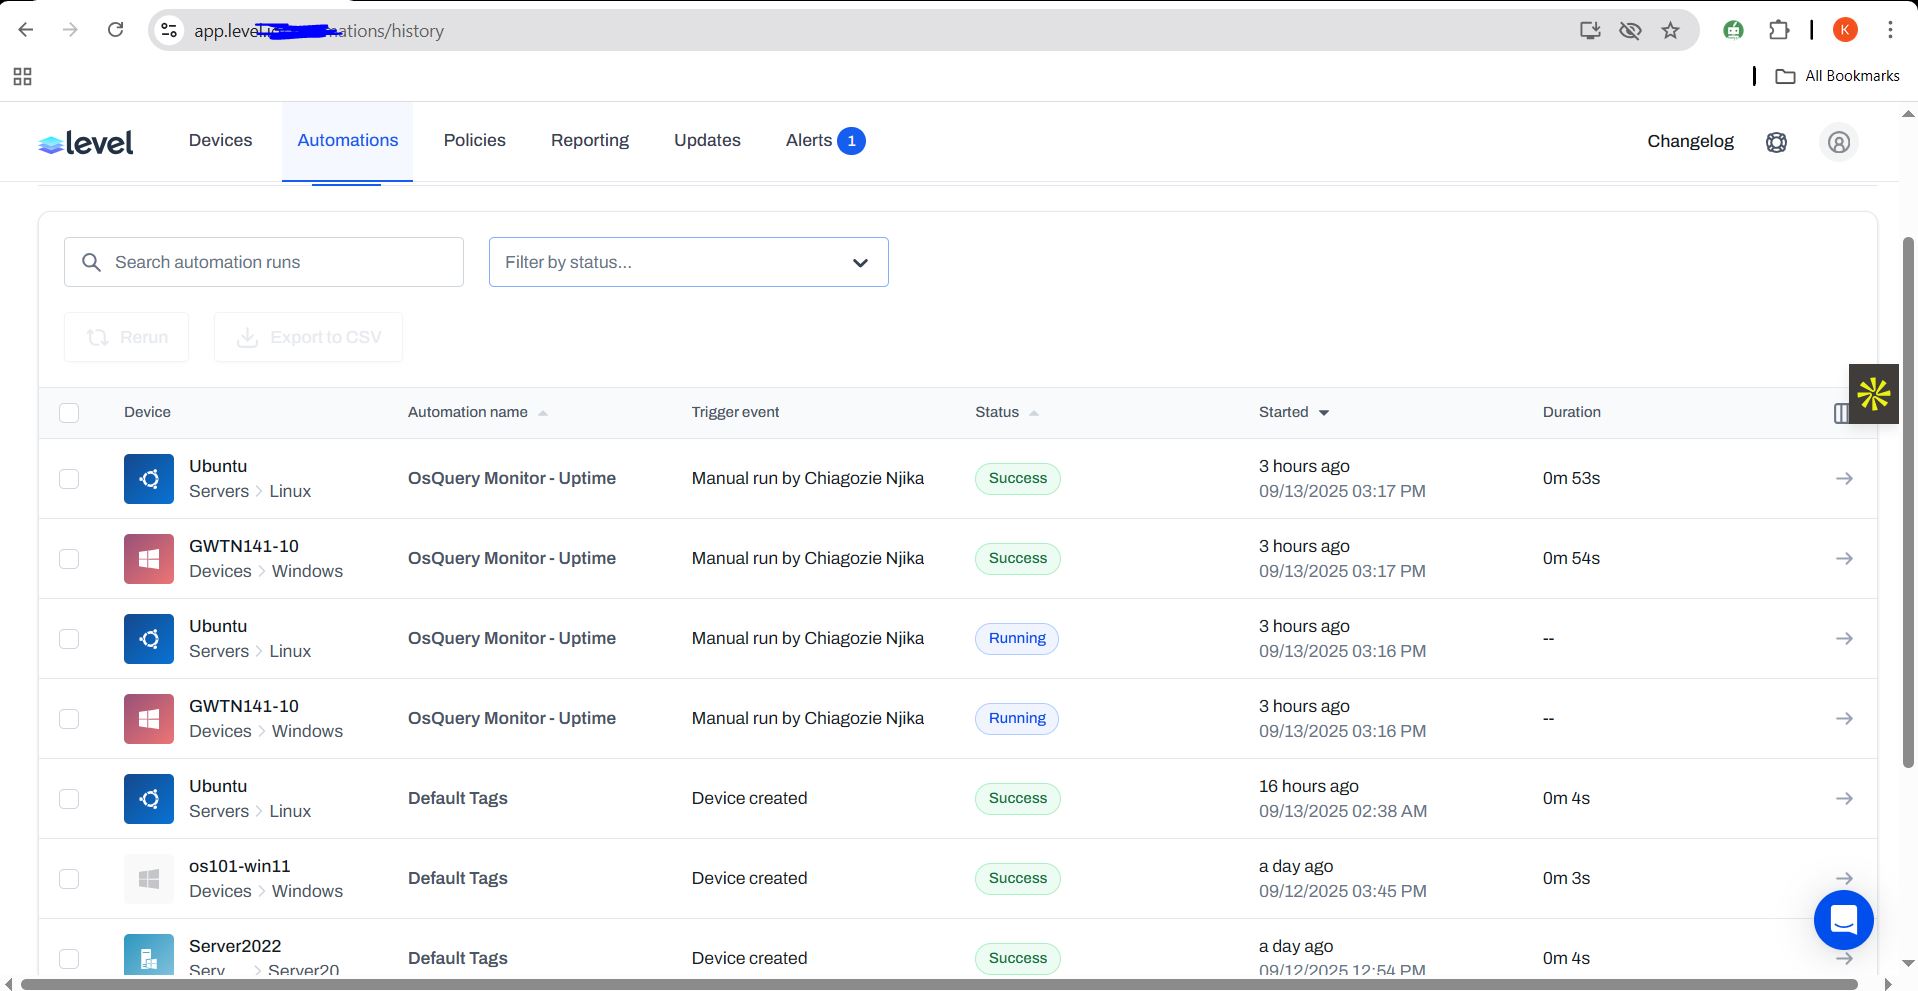 app.level. ations/history
K
All Bookmarks
level
Devices
Automations
Policies
Reporting
Updates
Alerts 1
Changelog
Search automation runs
Filter by status...
Rerun
Export to CSV
Device Automation name Trigger event Status Started Duration
Ubuntu
Servers > Linux
OsQuery Monitor - Uptime
Manual run by Chiagozie Njika
Success
3 hours ago
09/13/2025 03:17 PM
0m 53s
GWTN141-10
Devices > Windows
OsQuery Monitor - Uptime
Manual run by Chiagozie Njika
Success
3 hours ago
09/13/2025 03:17 PM
0m 54s
Ubuntu
Servers > Linux
OsQuery Monitor - Uptime
Manual run by Chiagozie Njika
Running
3 hours ago
09/13/2025 03:16 PM
--
GWTN141-10
Devices > Windows
OsQuery Monitor - Uptime
Manual run by Chiagozie Njika
Running
3 hours ago
09/13/2025 03:16 PM
--
Ubuntu
Servers > Linux
Default Tags
Device created
Success
16 hours ago
09/13/2025 02:38 AM
0m 4s
os101-win11
Devices > Windows
Default Tags
Device created
Success
a day ago
09/12/2025 03:45 PM
0m 3s
Server2022
Serv... > Server20...
Default Tags
Device created
Success
a day ago
09/12/2025 12:54 PM
0m 4s